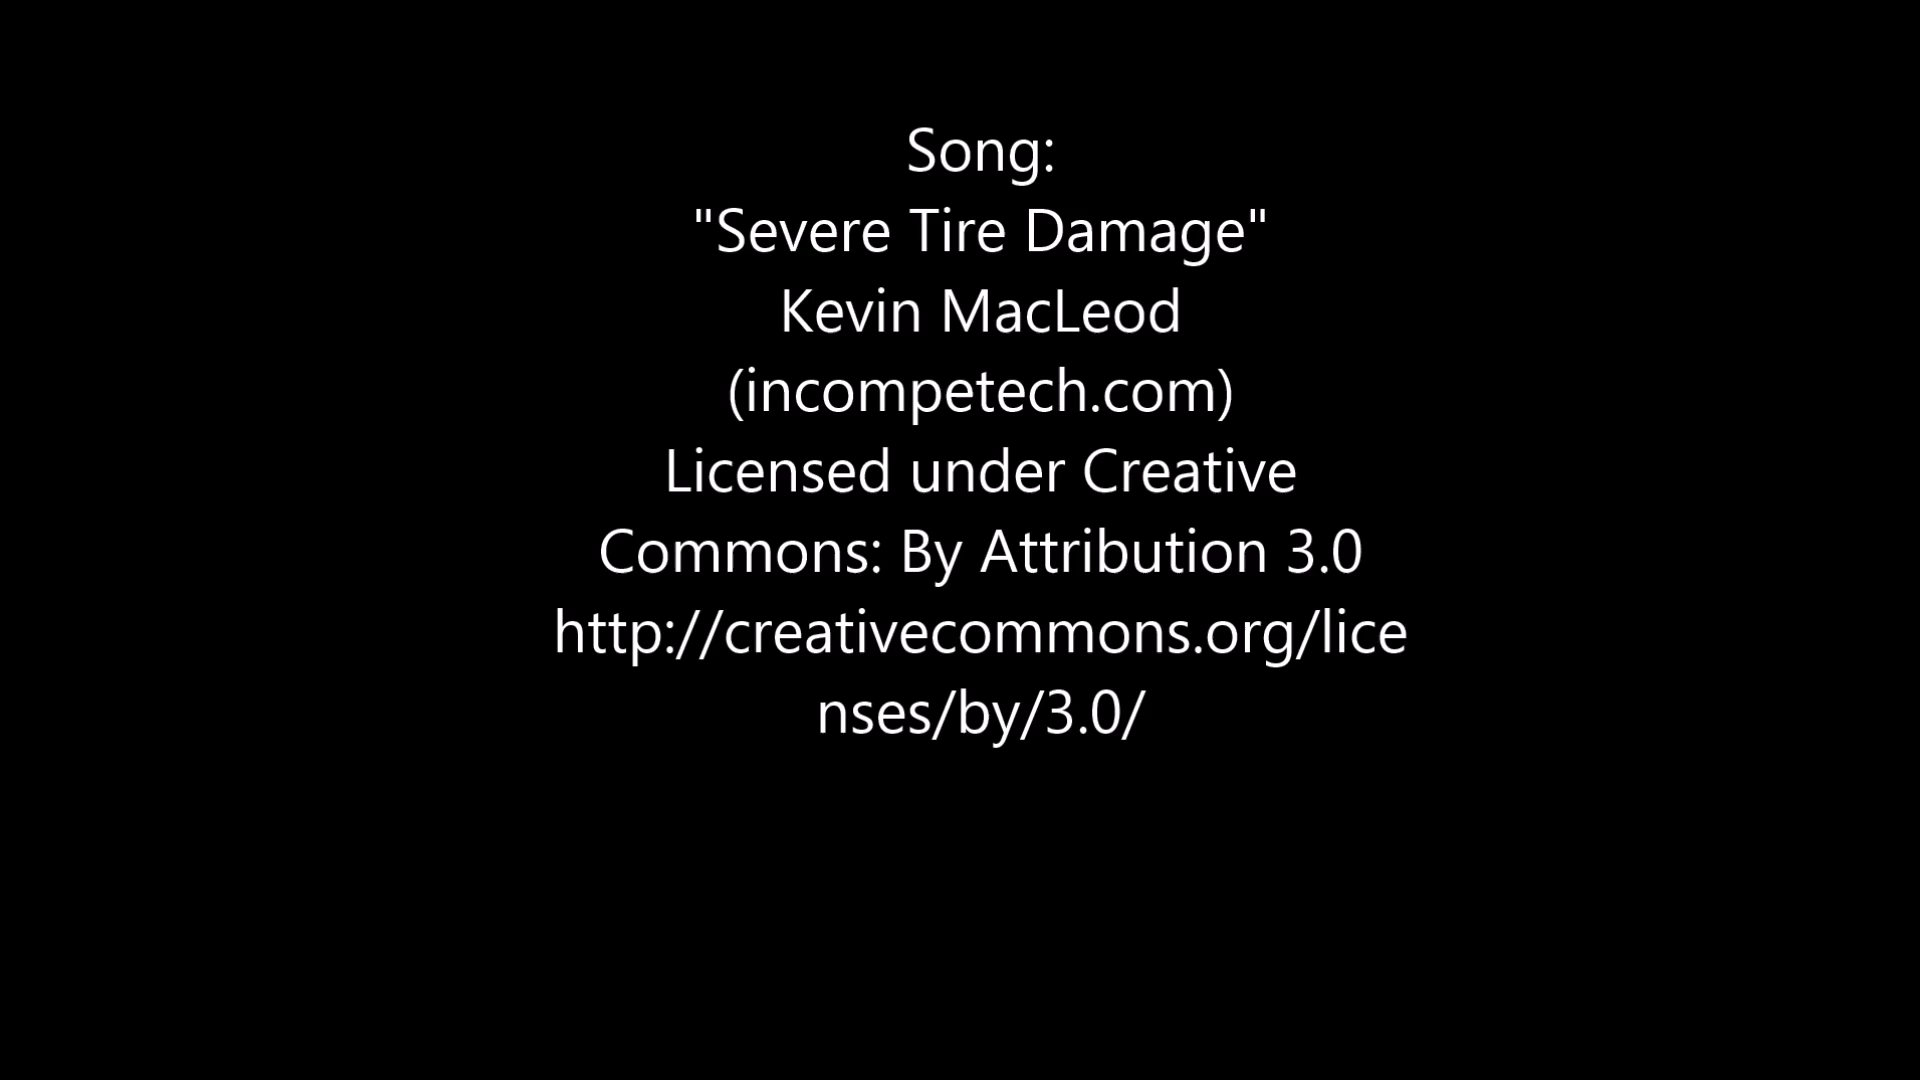 Song:
"Severe Tire Damage"
Kevin MacLeod
(incompetech.com)
Licensed under Creative
Commons: By Attribution 3.0
http://creativecommons.org/lice
nses/by/3.0/